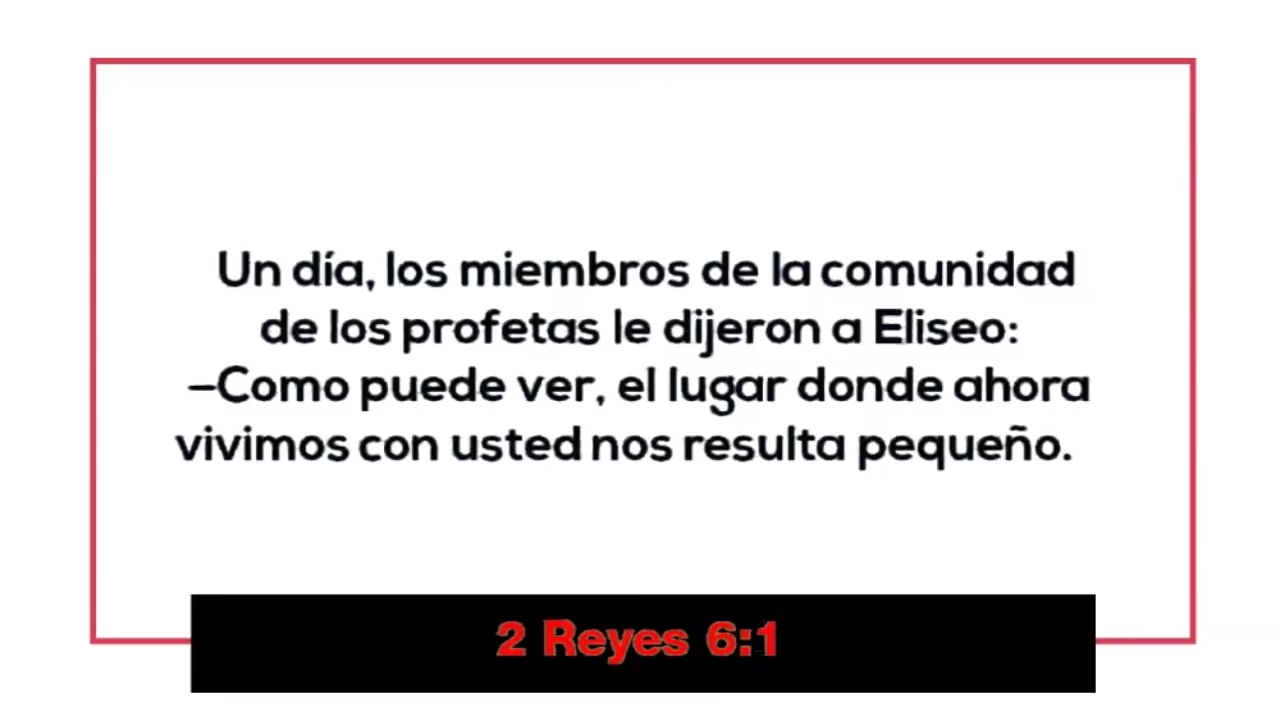 Un día, los miembros de la comunidad
de los profetas le dijeron a Eliseo:
—Como puede ver, el lugar donde ahora
vivimos con usted nos resulta pequeño.
2 Reyes 6:1